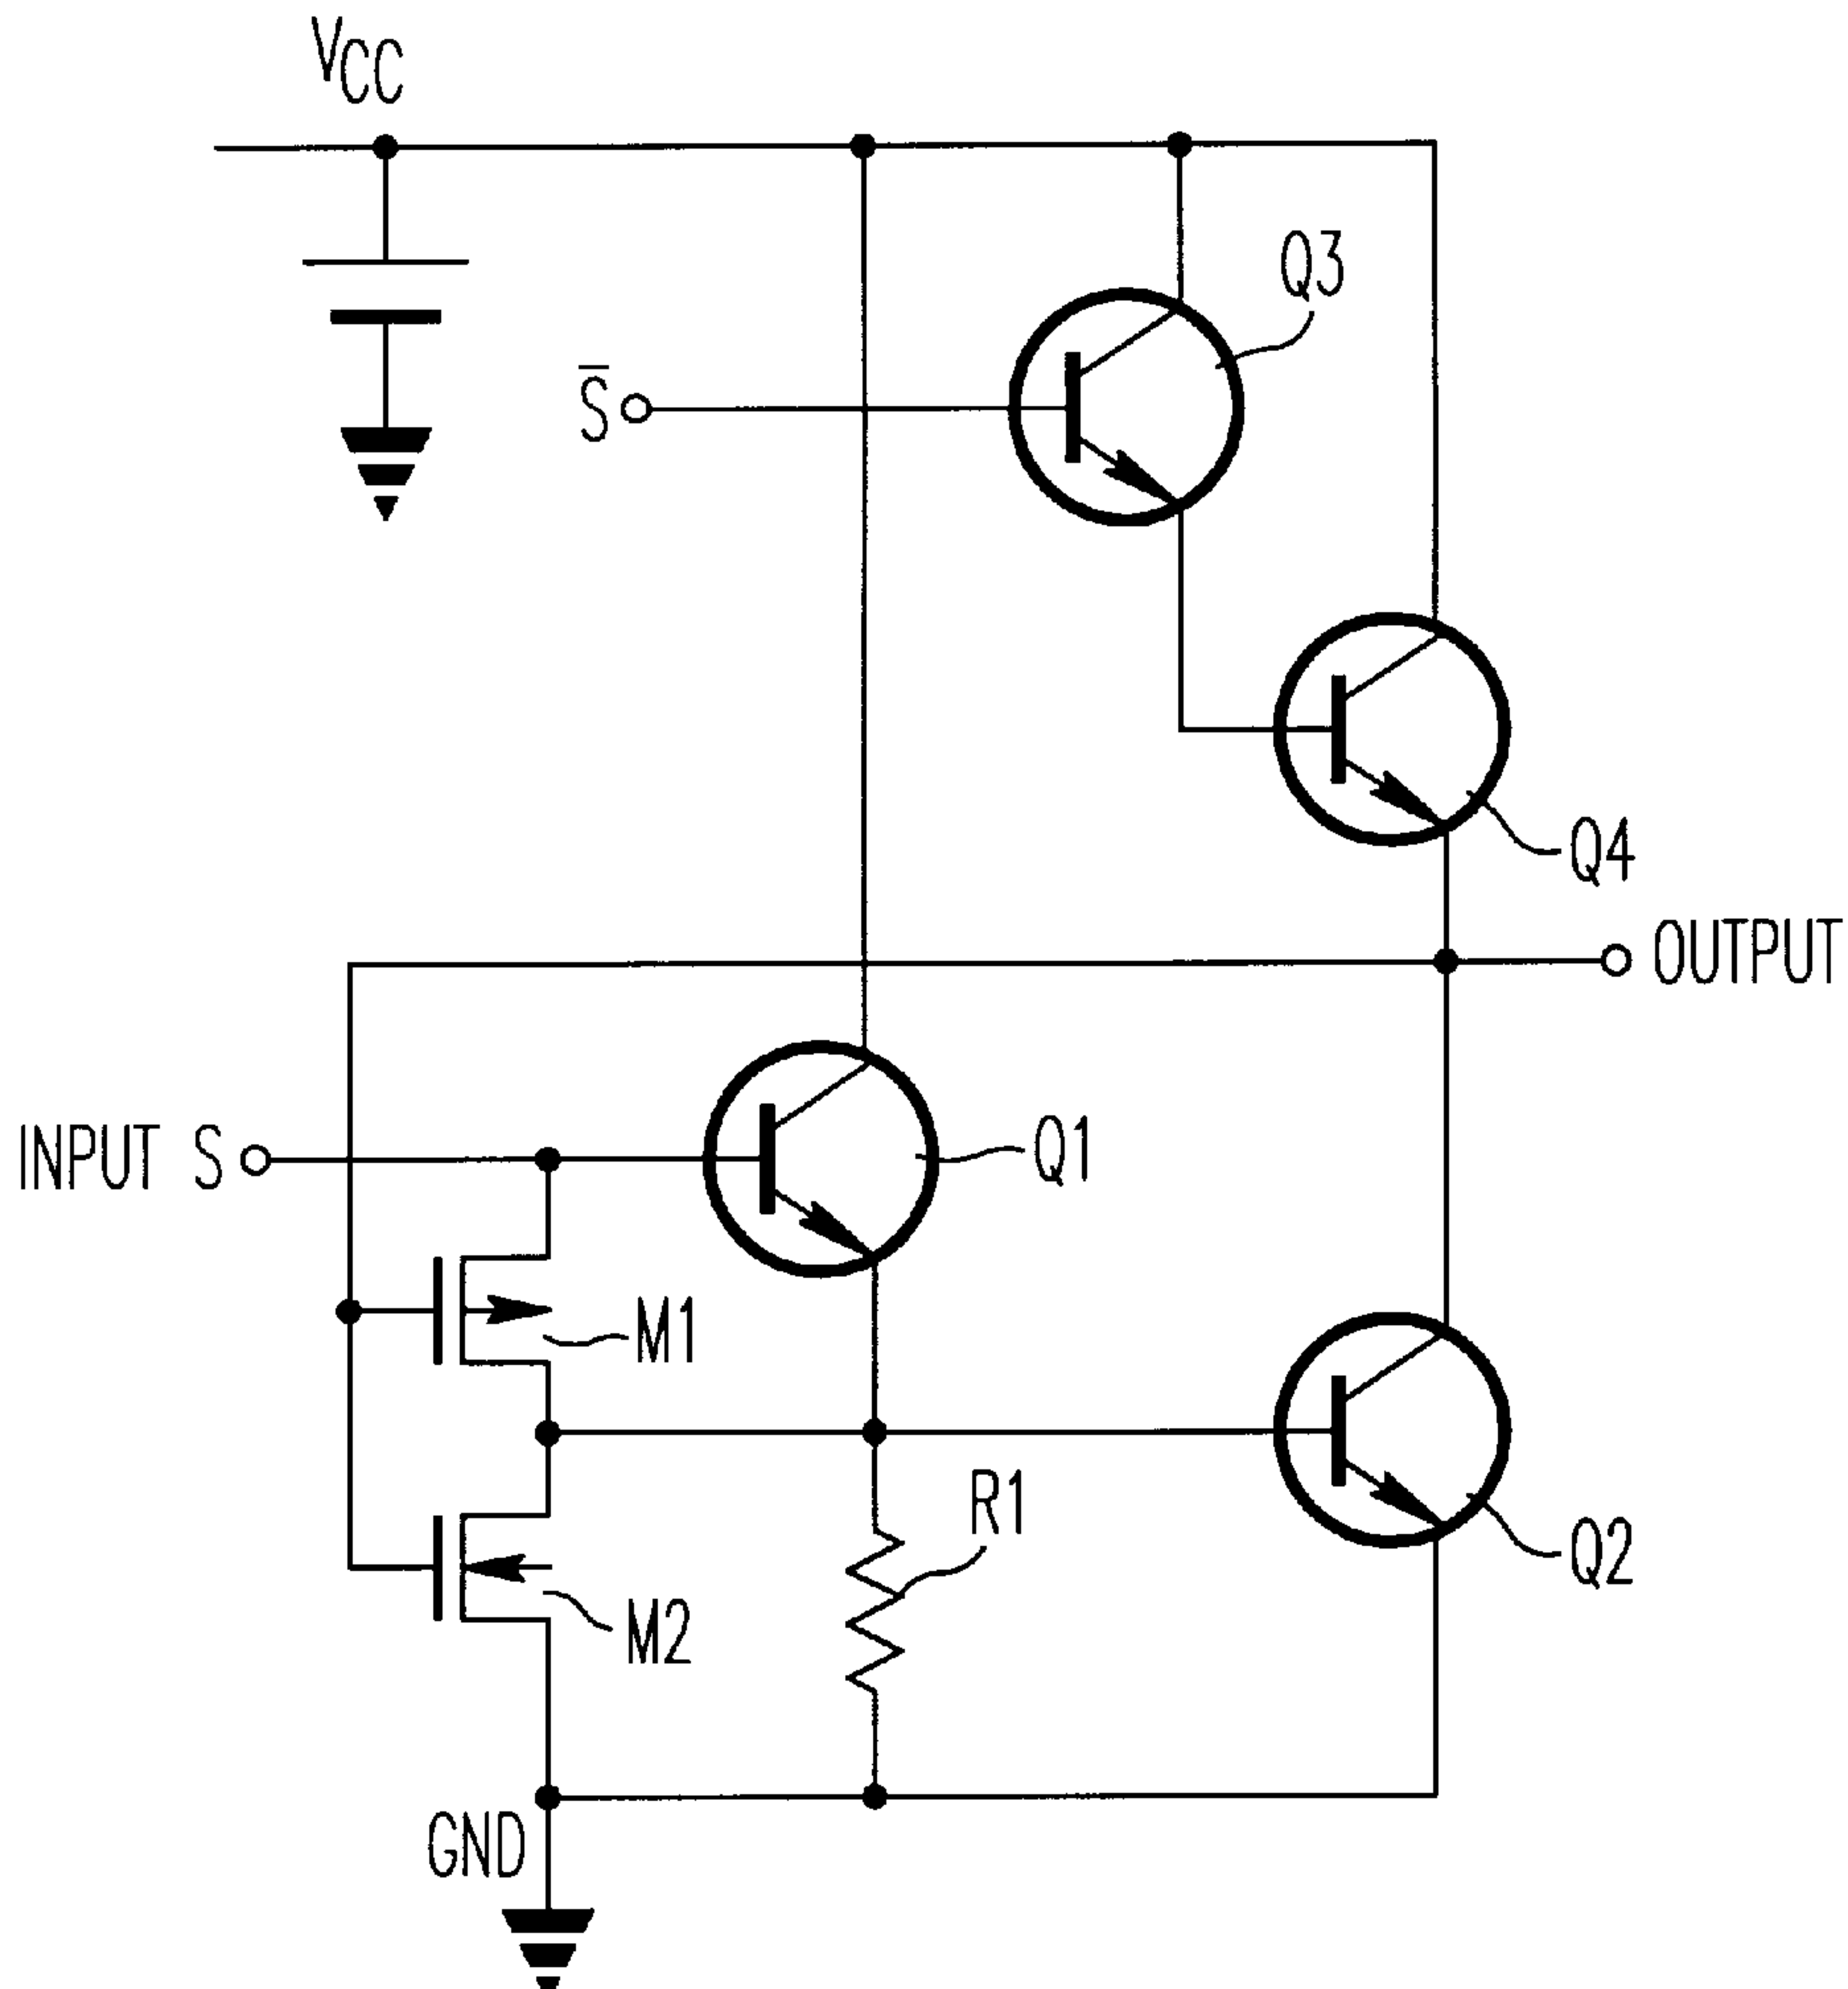 VCC
Q3
S̅
Q4
OUTPUT
INPUT S
Q1
M1
R1
Q2
M2
GND